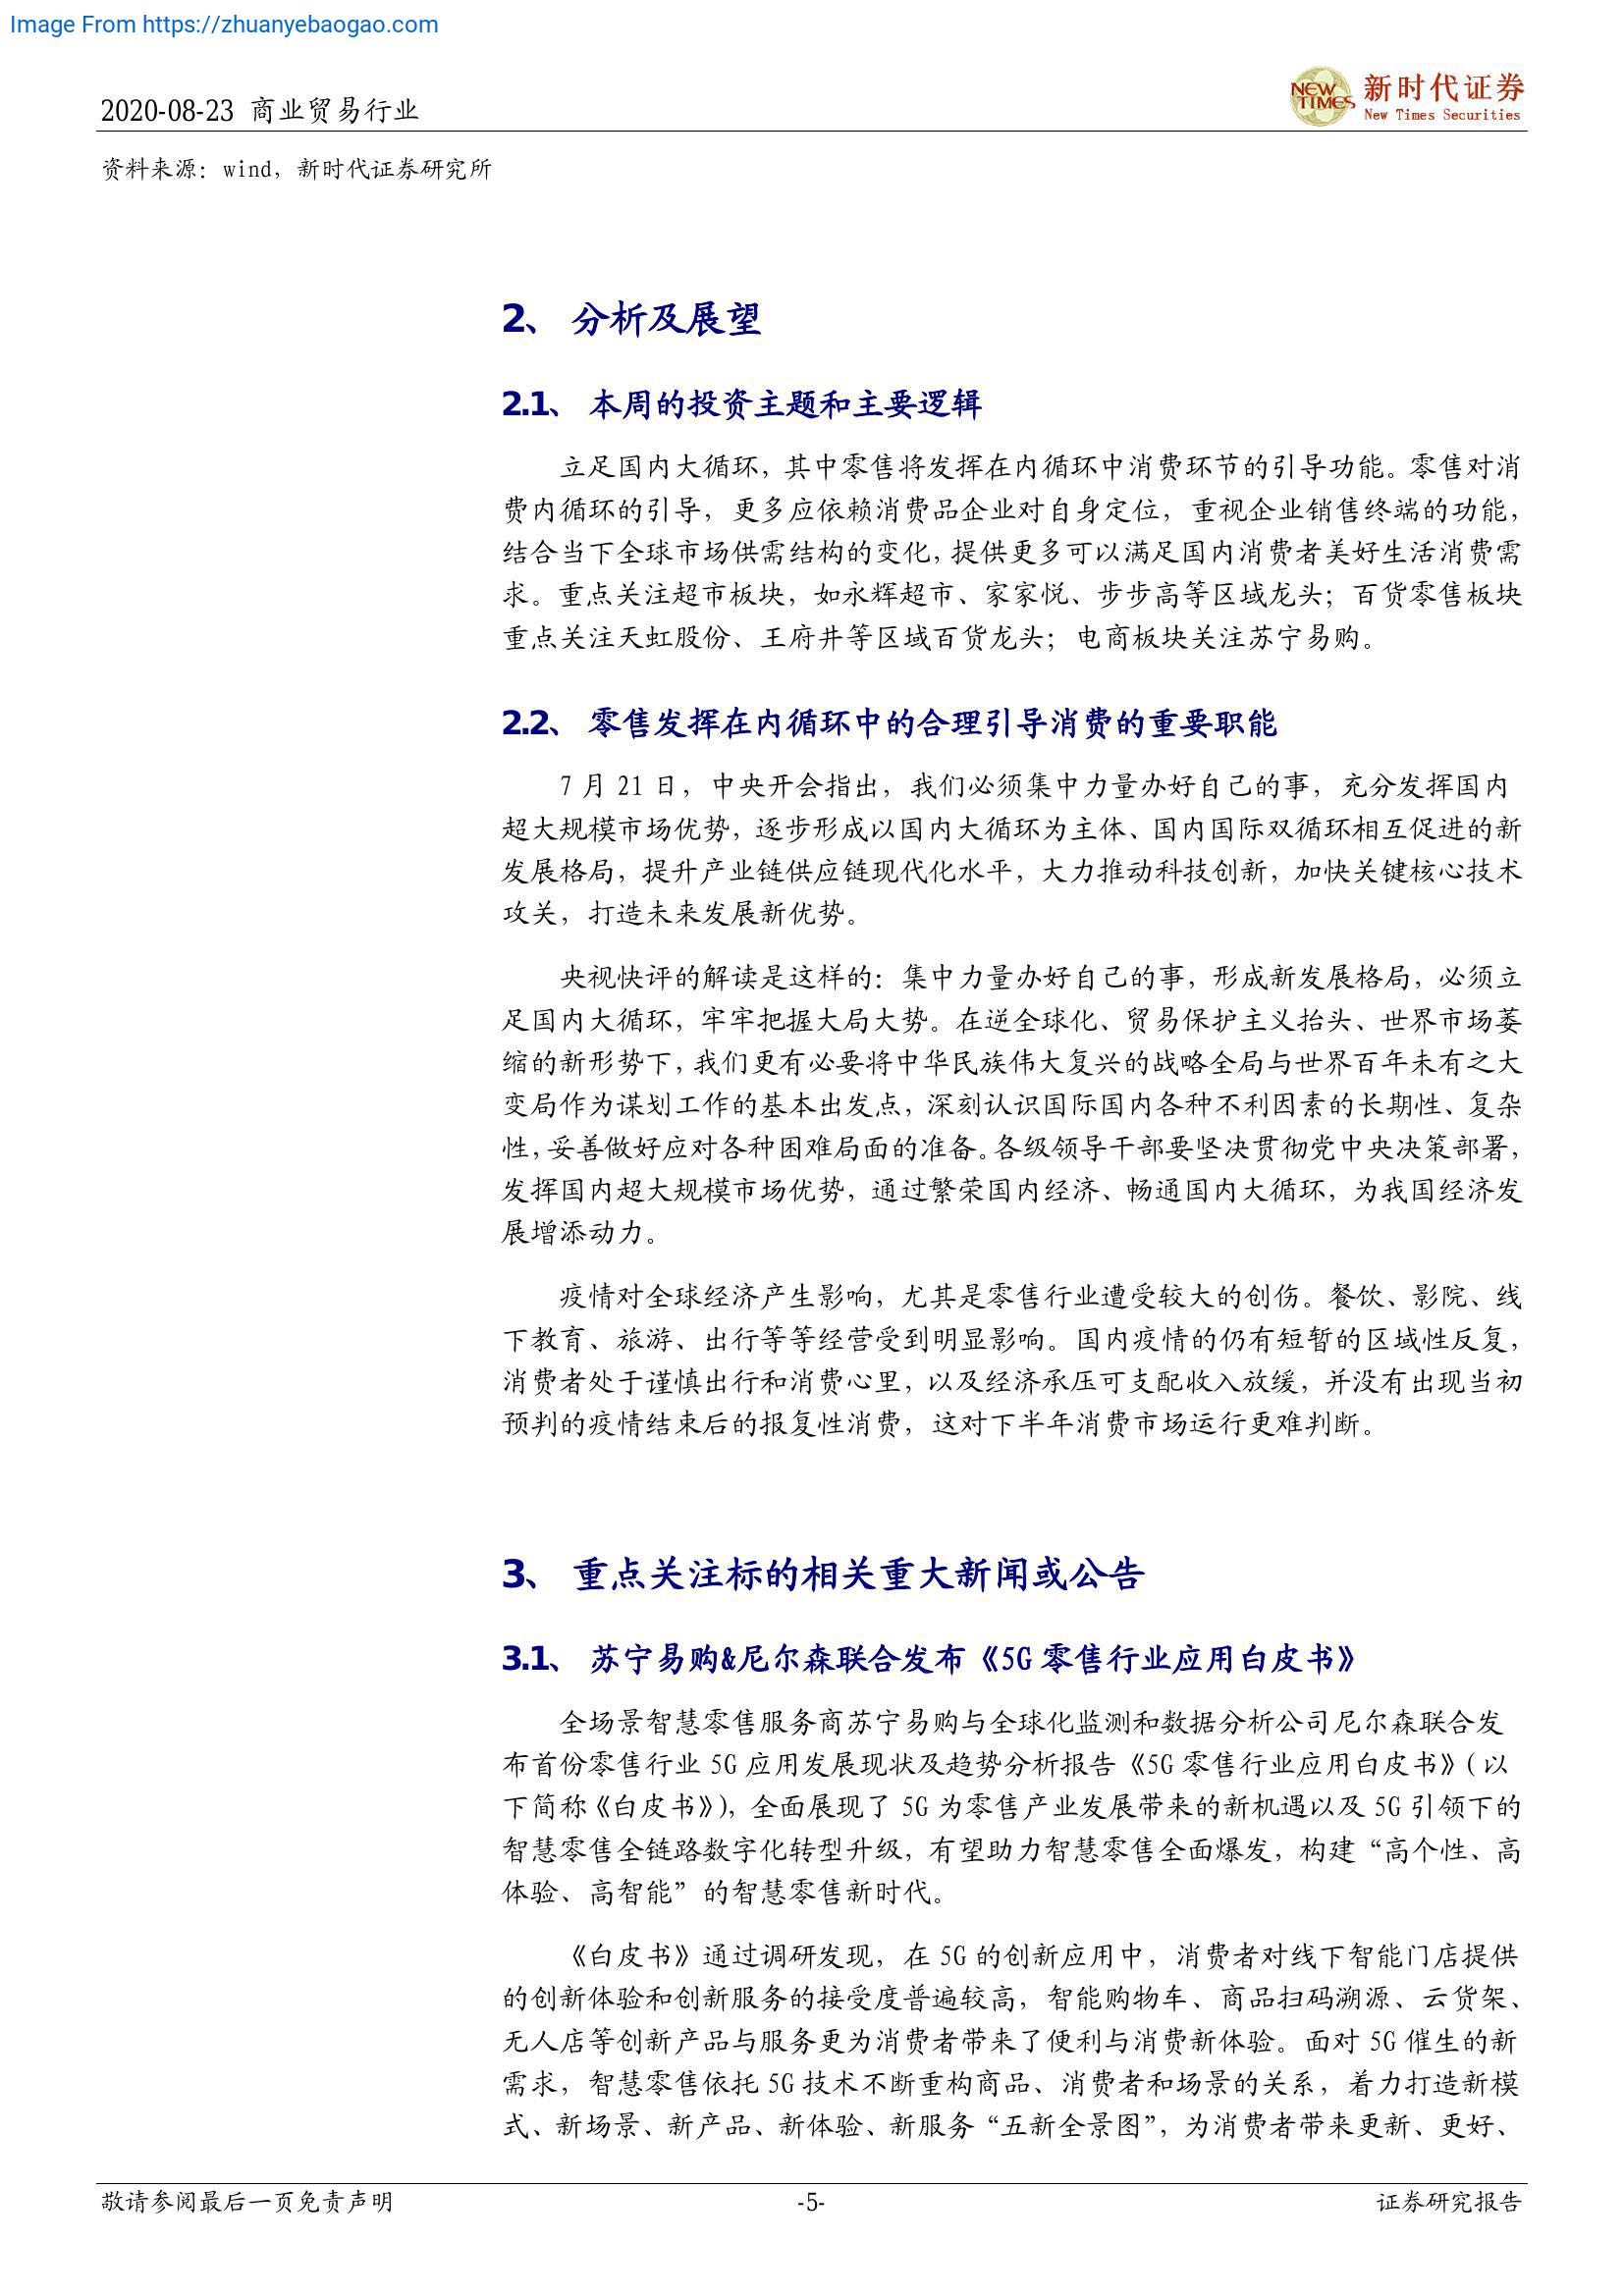 Image From https://zhuanyebaogao.com
2020-08-23 商业贸易行业
NEW TIMES
新时代证券
New Times Securities
资料来源：wind，新时代证券研究所
2、 分析及展望
2.1、 本周的投资主题和主要逻辑
立足国内大循环，其中零售将发挥在内循环中消费环节的引导功能。零售对消
费内循环的引导，更多应依赖消费品企业对自身定位，重视企业销售终端的功能，
结合当下全球市场供需结构的变化，提供更多可以满足国内消费者美好生活消费需
求。重点关注超市板块，如永辉超市、家家悦、步步高等区域龙头；百货零售板块
重点关注天虹股份、王府井等区域百货龙头；电商板块关注苏宁易购。
2.2、 零售发挥在内循环中的合理引导消费的重要职能
7 月 21 日，中央开会指出，我们必须集中力量办好自己的事，充分发挥国内
超大规模市场优势，逐步形成以国内大循环为主体、国内国际双循环相互促进的新
发展格局，提升产业链供应链现代化水平，大力推动科技创新，加快关键核心技术
攻关，打造未来发展新优势。
央视快评的解读是这样的：集中力量办好自己的事，形成新发展格局，必须立
足国内大循环，牢牢把握大局大势。在逆全球化、贸易保护主义抬头、世界市场萎
缩的新形势下，我们更有必要将中华民族伟大复兴的战略全局与世界百年未有之大
变局作为谋划工作的基本出发点，深刻认识国际国内各种不利因素的长期性、复杂
性，妥善做好应对各种困难局面的准备。各级领导干部要坚决贯彻党中央决策部署，
发挥国内超大规模市场优势，通过繁荣国内经济、畅通国内大循环，为我国经济发
展增添动力。
疫情对全球经济产生影响，尤其是零售行业遭受较大的创伤。餐饮、影院、线
下教育、旅游、出行等等经营受到明显影响。国内疫情的仍有短暂的区域性反复，
消费者处于谨慎出行和消费心里，以及经济承压可支配收入放缓，并没有出现当初
预判的疫情结束后的报复性消费，这对下半年消费市场运行更难判断。
3、 重点关注标的相关重大新闻或公告
3.1、 苏宁易购&尼尔森联合发布《5G 零售行业应用白皮书》
全场景智慧零售服务商苏宁易购与全球化监测和数据分析公司尼尔森联合发
布首份零售行业 5G 应用发展现状及趋势分析报告《5G 零售行业应用白皮书》（以
下简称《白皮书》），全面展现了 5G 为零售产业发展带来的新机遇以及 5G 引领下的
智慧零售全链路数字化转型升级，有望助力智慧零售全面爆发，构建“高个性、高
体验、高智能”的智慧零售新时代。
《白皮书》通过调研发现，在 5G 的创新应用中，消费者对线下智能门店提供
的创新体验和创新服务的接受度普遍较高，智能购物车、商品扫码溯源、云货架、
无人店等创新产品与服务更为消费者带来了便利与消费新体验。面对 5G 催生的新
需求，智慧零售依托 5G 技术不断重构商品、消费者和场景的关系，着力打造新模
式、新场景、新产品、新体验、新服务“五新全景图”，为消费者带来更新、更好、
敬请参阅最后一页免责声明
-5-
证券研究报告